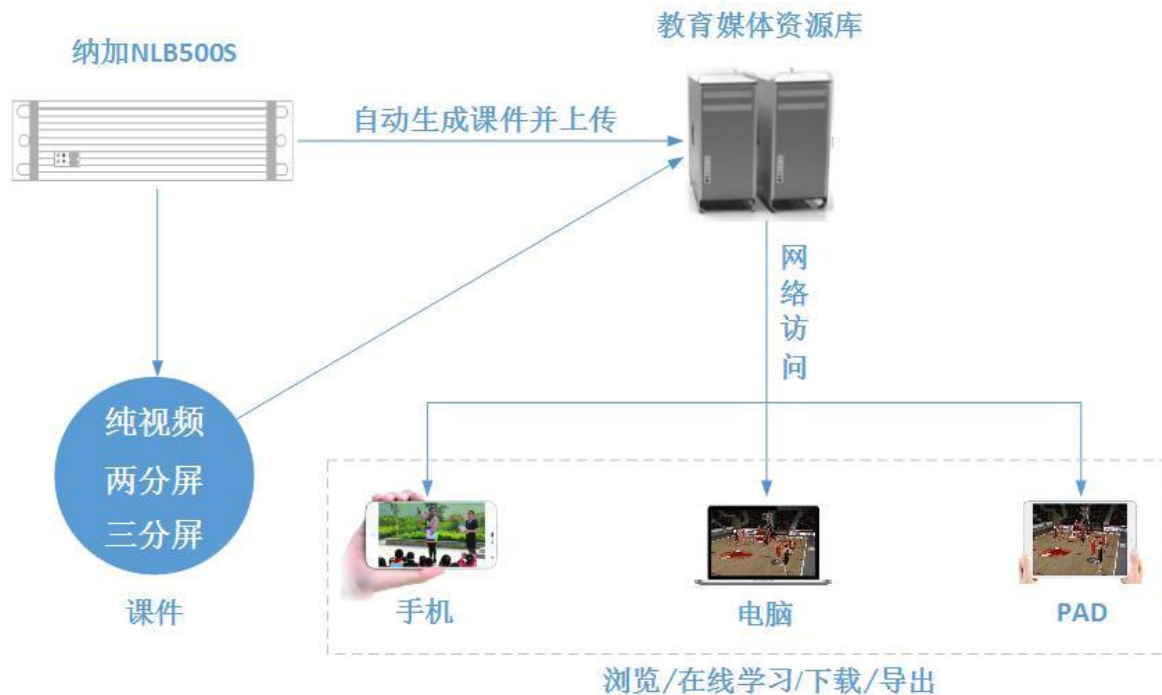 教育媒体资源库
纳加NLB500S
自动生成课件并上传
网
络
访
问
纯视频
两分屏
三分屏
课件
手机
电脑
PAD
浏览/在线学习/下载/导出